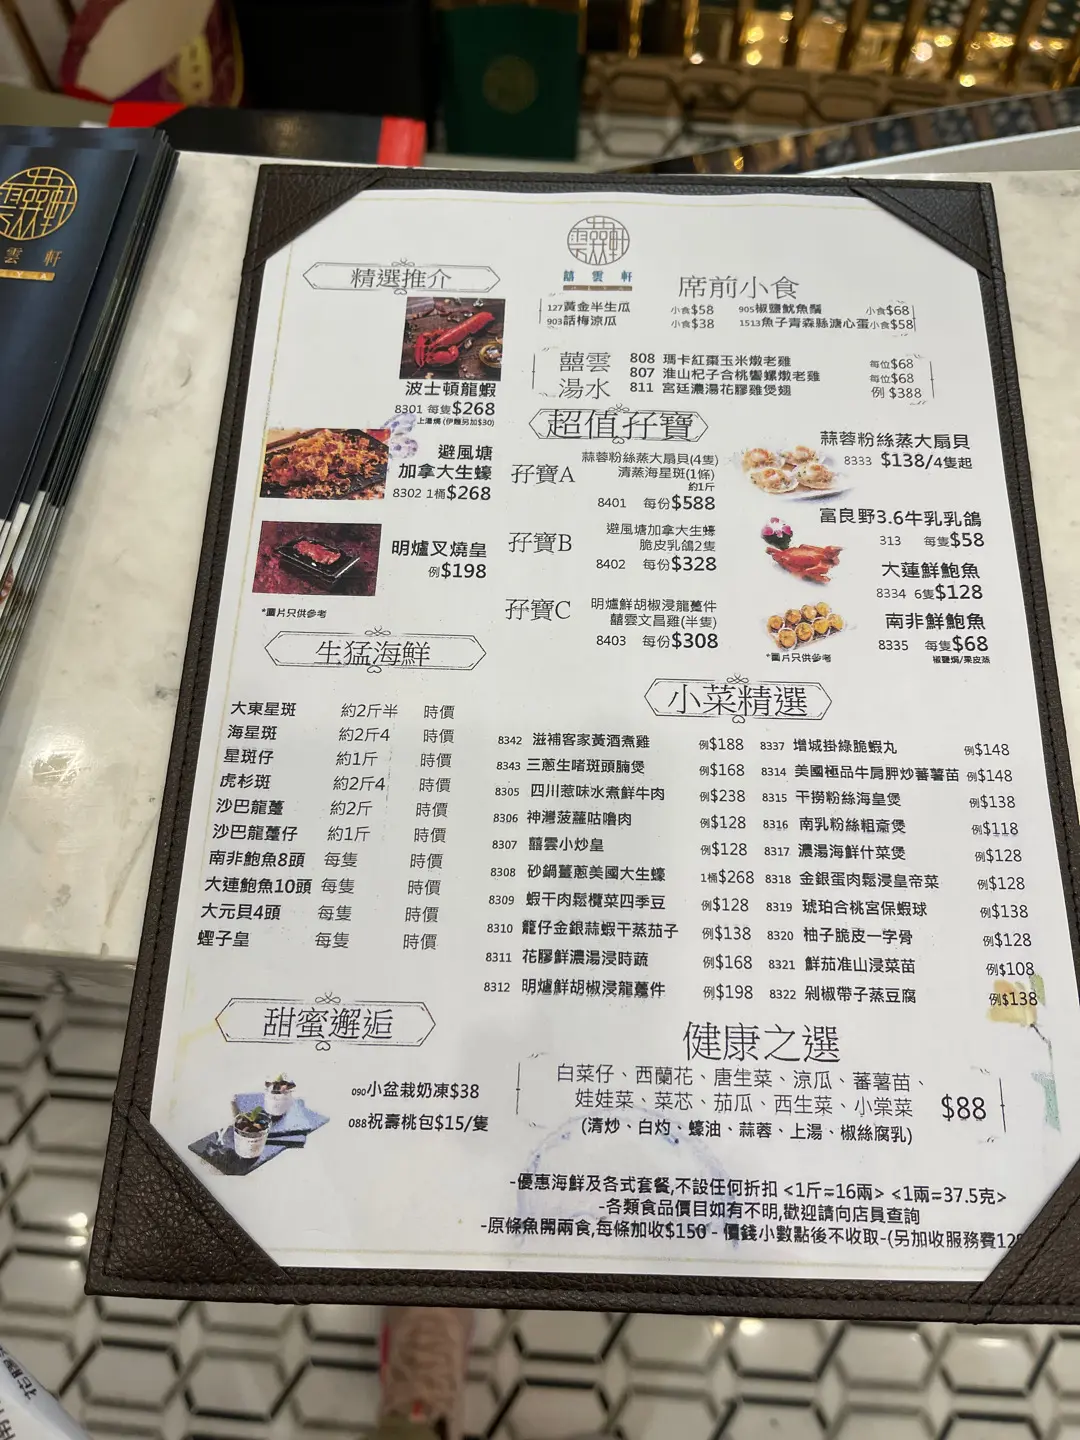 雲軒
囍雲軒
精選推介
波士頓龍蝦
8301 每隻$268
上湯焗 (伊麵另加$30)
避風塘
加拿大生蠔
8302 1桶$268
明爐叉燒皇
例$198
*圖片只供參考
席前小食
127黃金半生瓜 小食$58
905椒鹽魷魚鬚 小食$68
903話梅涼瓜 小食$38
1513魚子青森縣溏心蛋小食$58
囍雲
湯水
808 瑪卡紅棗玉米燉老雞 每位$68
807 淮山杞子合桃響螺燉老雞 每位$68
811 宮廷濃湯花膠雞煲翅 例 $388
超值孖寶
孖寶A
蒜蓉粉絲蒸大扇貝(4隻)
清蒸海星斑(1條)
約1斤
8401 每份$588
孖寶B
避風塘加拿大生蠔
脆皮乳鴿2隻
8402 每份$328
孖寶C
明爐鮮胡椒浸龍躉件
囍雲文昌雞(半隻)
8403 每份$308
蒜蓉粉絲蒸大扇貝
8333 $138/4隻起
富良野3.6牛乳乳鴿
313 每隻$58
大蓮鮮鮑魚
8334 6隻$128
南非鮮鮑魚
8335 每隻$68
椒鹽焗/果皮蒸
*圖片只供參考
生猛海鮮
大東星斑 約2斤半 時價
海星斑 約2斤4 時價
星斑仔 約1斤 時價
虎杉斑 約2斤4 時價
沙巴龍躉 約2斤 時價
沙巴龍躉仔 約1斤 時價
南非鮑魚8頭 每隻 時價
大連鮑魚10頭 每隻 時價
大元貝4頭 每隻 時價
蟶子皇 每隻 時價
小菜精選
8342 滋補客家黃酒煮雞 例$188
8343 三蔥生啫斑頭腩煲 例$168
8305 四川惹味水煮鮮牛肉 例$238
8306 神灣菠蘿咕嚕肉 例$128
8307 囍雲小炒皇 例$128
8308 砂鍋薑蔥美國大生蠔 1桶$268
8309 蝦干肉鬆欖菜四季豆 例$128
8310 籠仔金銀蒜蝦干蒸茄子 例$138
8311 花膠鮮濃湯浸時蔬 例$168
8312 明爐鮮胡椒浸龍躉件 例$198
8337 增城掛綠脆蝦丸 例$148
8314 美國極品牛肩胛炒蕃薯苗 例$148
8315 干撈粉絲海皇煲 例$138
8316 南乳粉絲粗齋煲 例$118
8317 濃湯海鮮什菜煲 例$128
8318 金銀蛋肉鬆浸皇帝菜 例$128
8319 琥珀合桃宮保蝦球 例$138
8320 柚子脆皮一字骨 例$128
8321 鮮茄准山浸菜苗 例$108
8322 剁椒帶子蒸豆腐 例$138
甜蜜邂逅
090小盆栽奶凍$38
088祝壽桃包$15/隻
健康之選
白菜仔、西蘭花、唐生菜、涼瓜、蕃薯苗、
娃娃菜、菜芯、茄瓜、西生菜、小棠菜 $88
(清炒、白灼、蠔油、蒜蓉、上湯、椒絲腐乳)
-優惠海鮮及各式套餐,不設任何折扣 <1斤=16兩> <1兩=37.5克>
-各類食品價目如有不明,歡迎請向店員查詢
-原條魚開兩食,每條加收$150 - 價錢小數點後不收取-(另加收服務費12